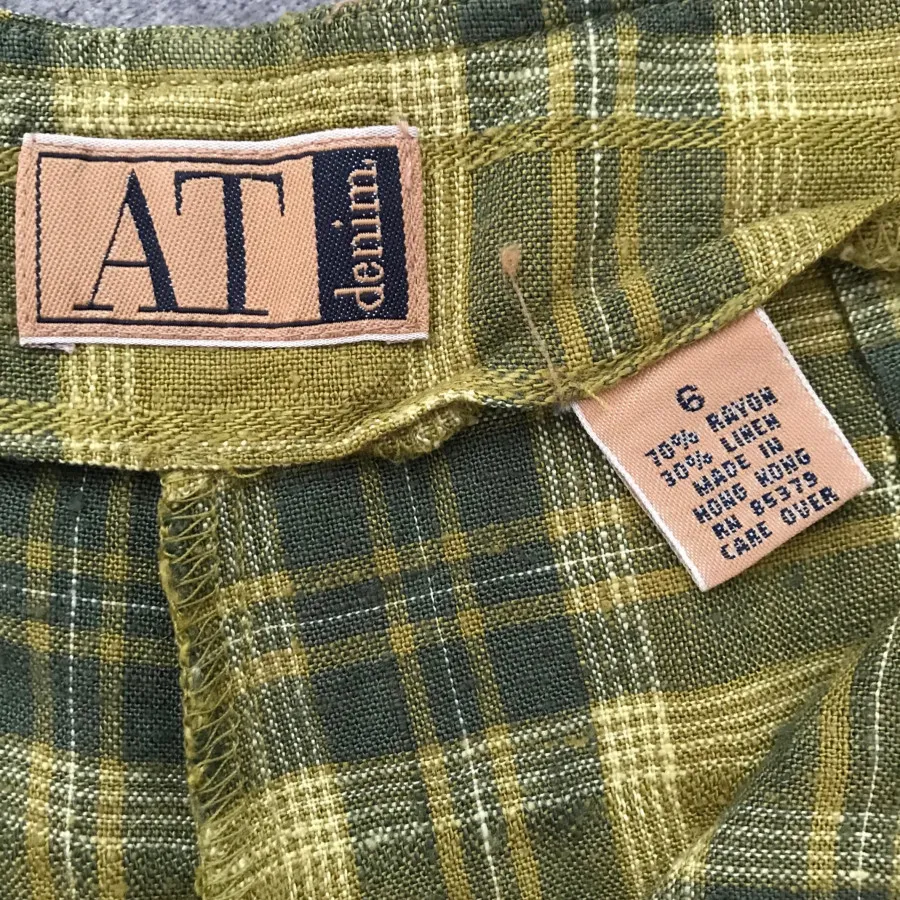 AT denim
6
70% RAYON
30% LINEN
MADE IN
HONG KONG
RN 85379
CARE OVER